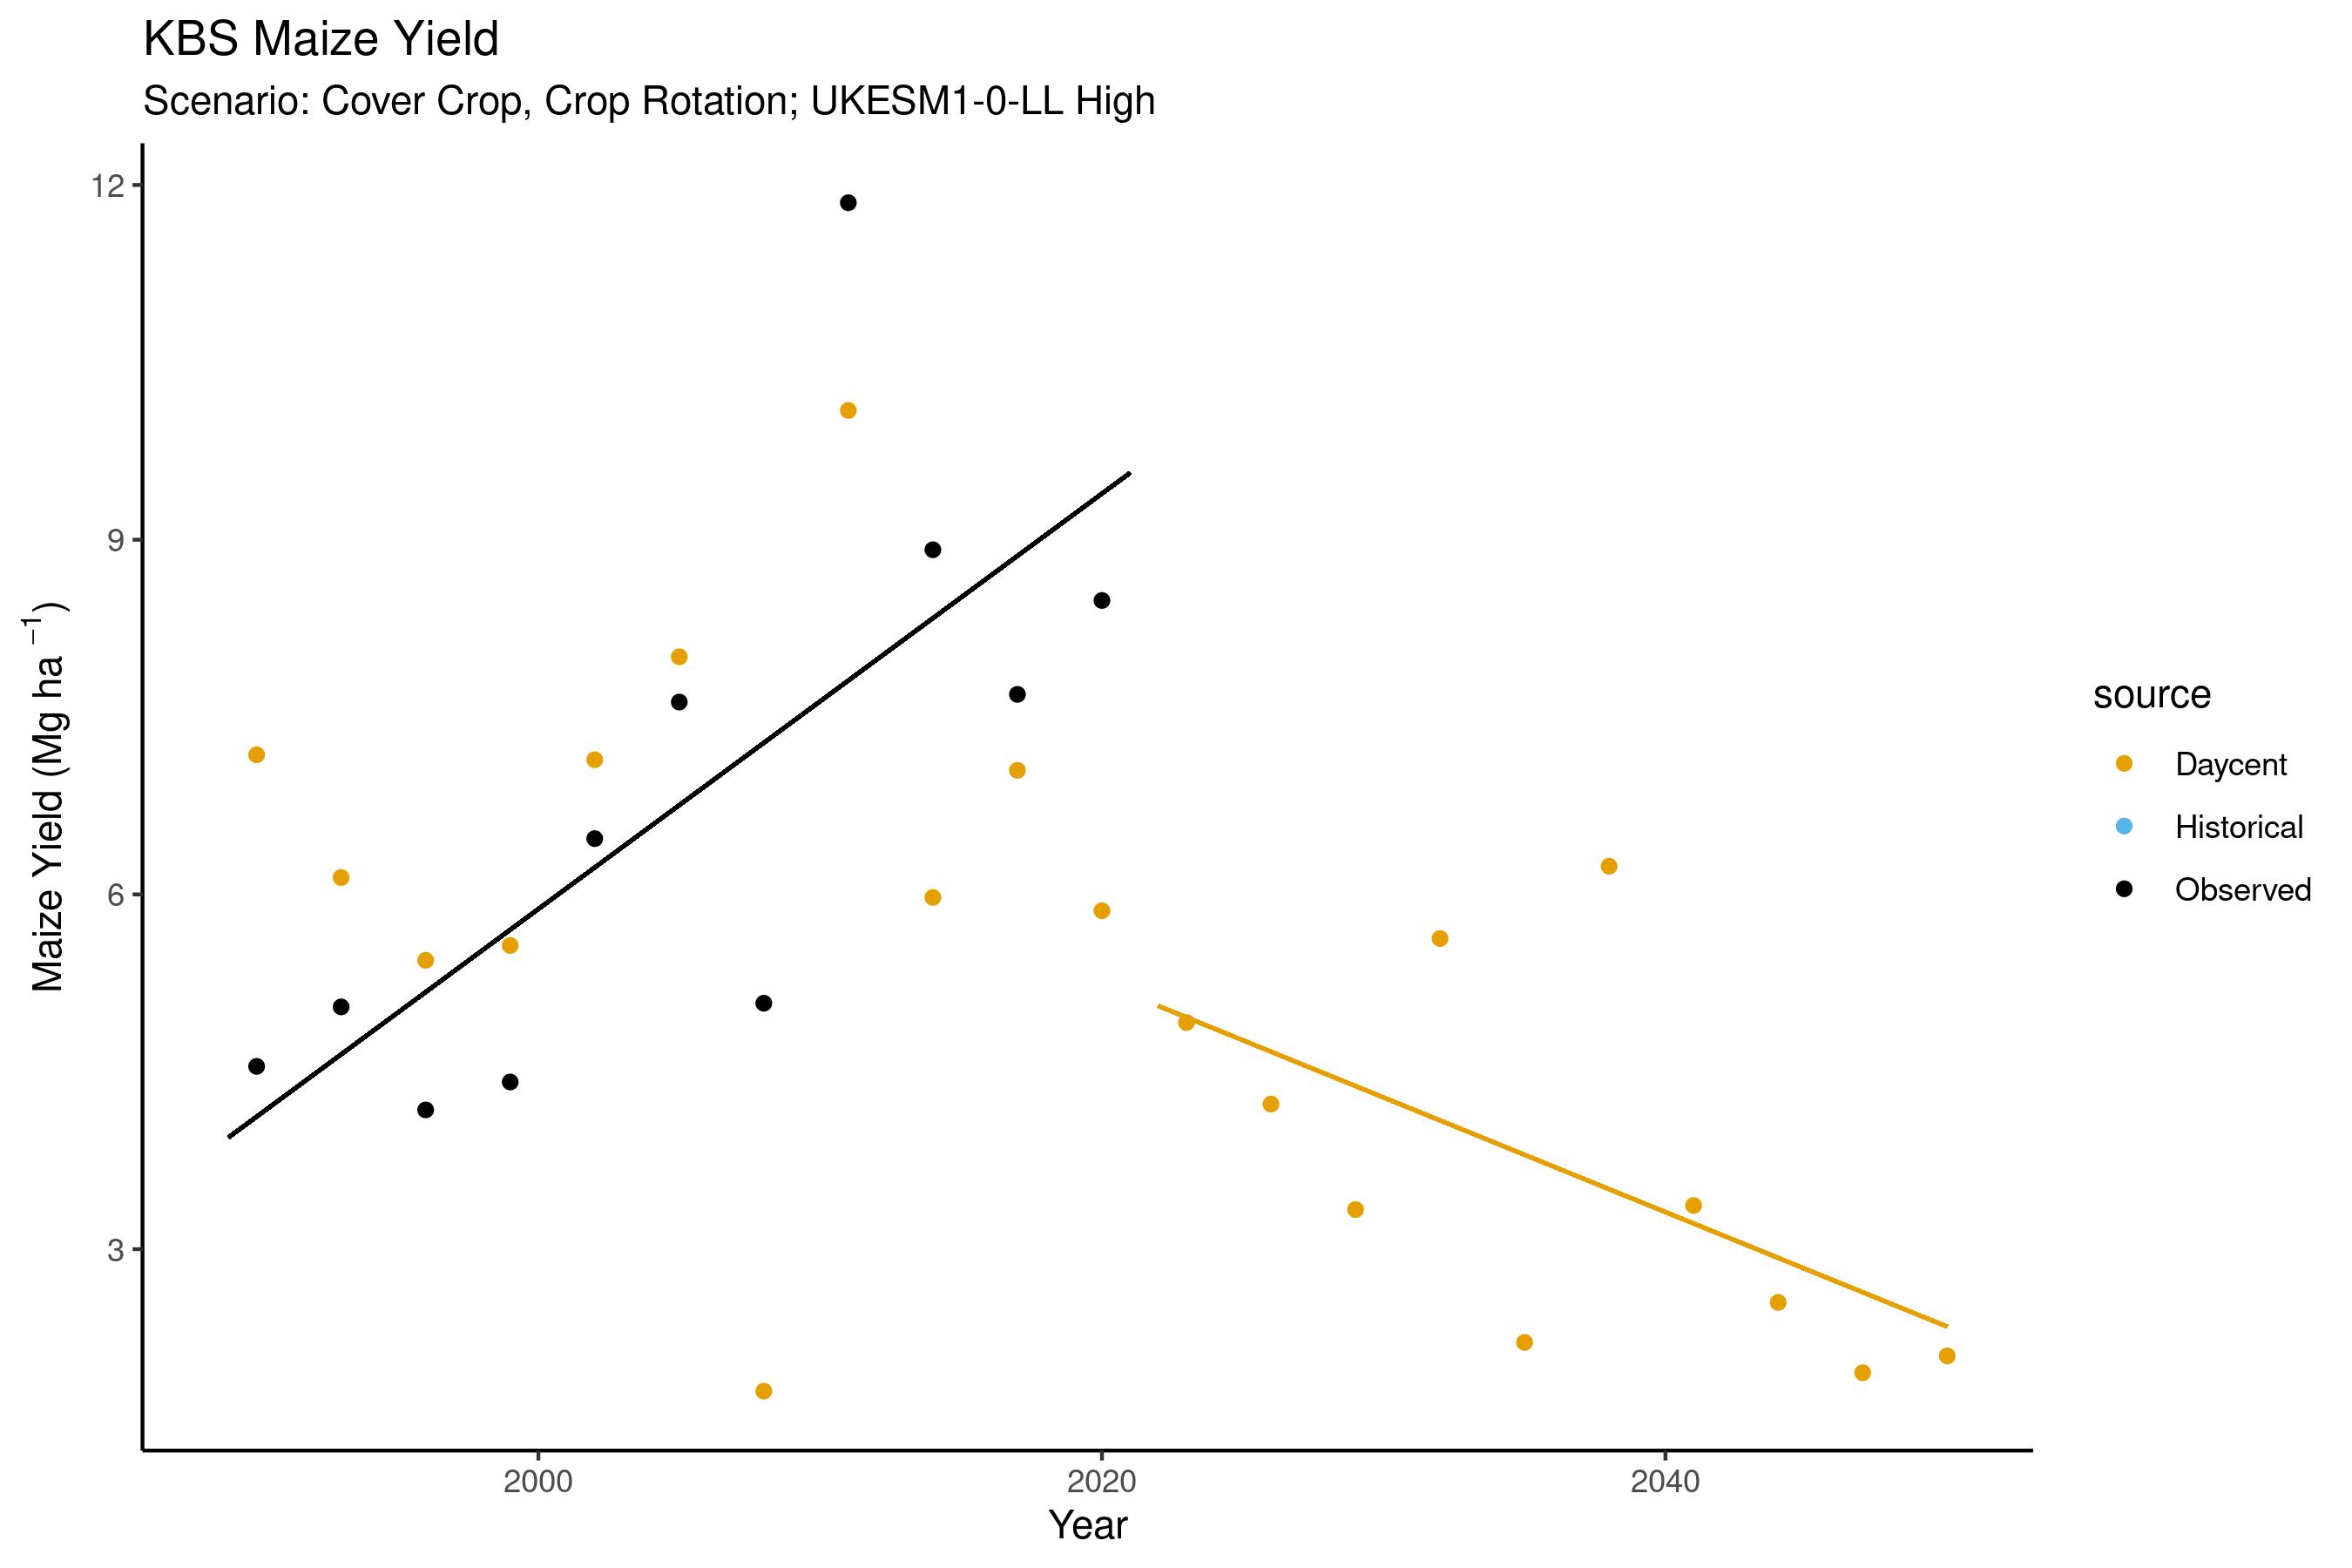 KBS Maize Yield
Scenario: Cover Crop, Crop Rotation; UKESM1-0-LL High
12
9
6
3
Maize Yield (Mg ha⁻¹)
2000
2020
2040
Year
source
Daycent
Historical
Observed